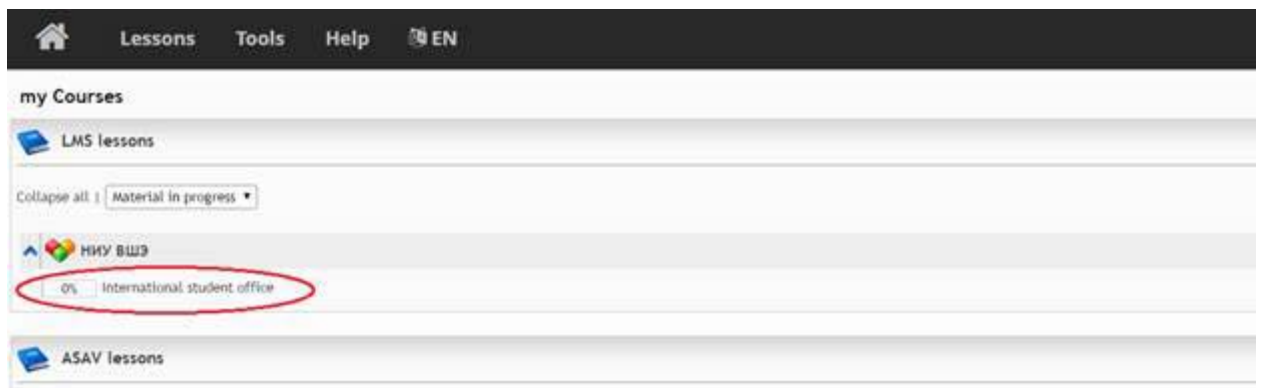 Lessons Tools Help EN
my Courses
LMS lessons
Collapse all | Material in progress
НИУ ВШЭ
0% International student office
ASAV lessons